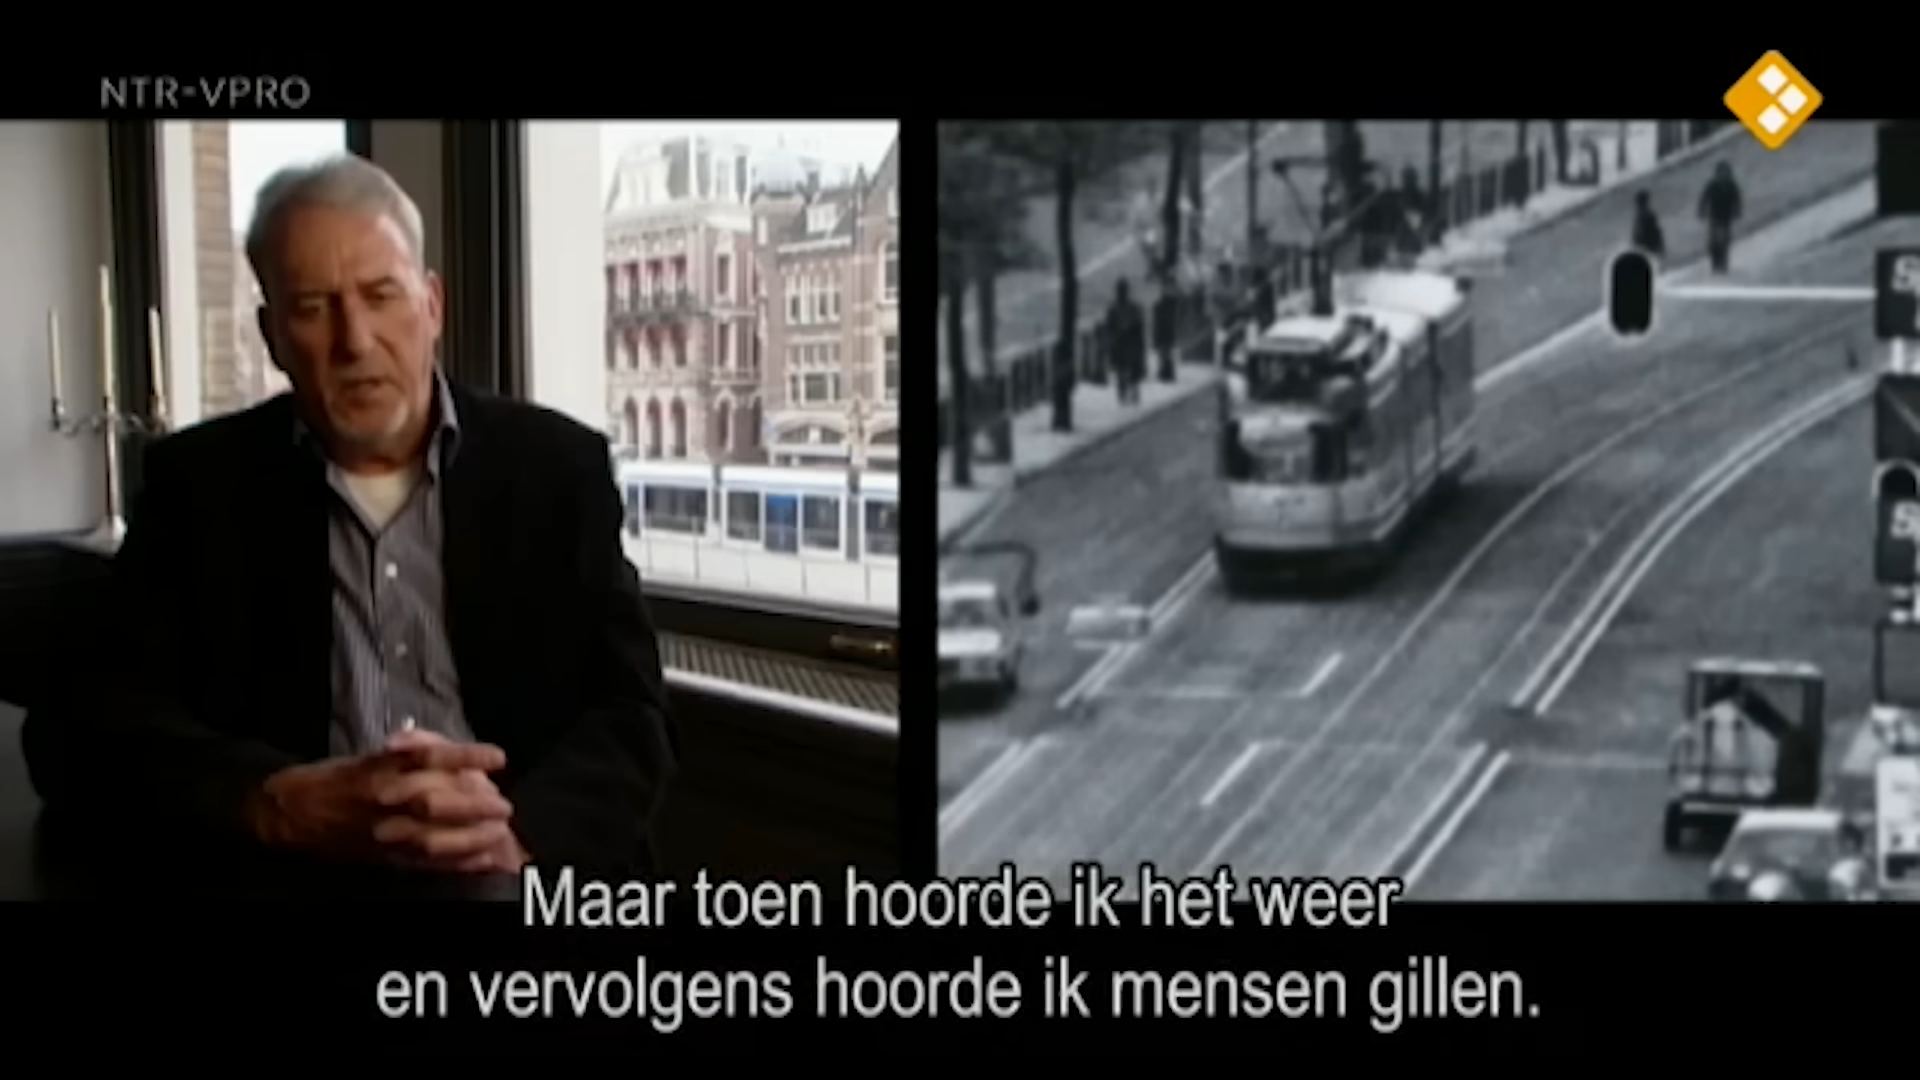 NTR-VPRO
Maar toen hoorde ik het weer
en vervolgens hoorde ik mensen gillen.